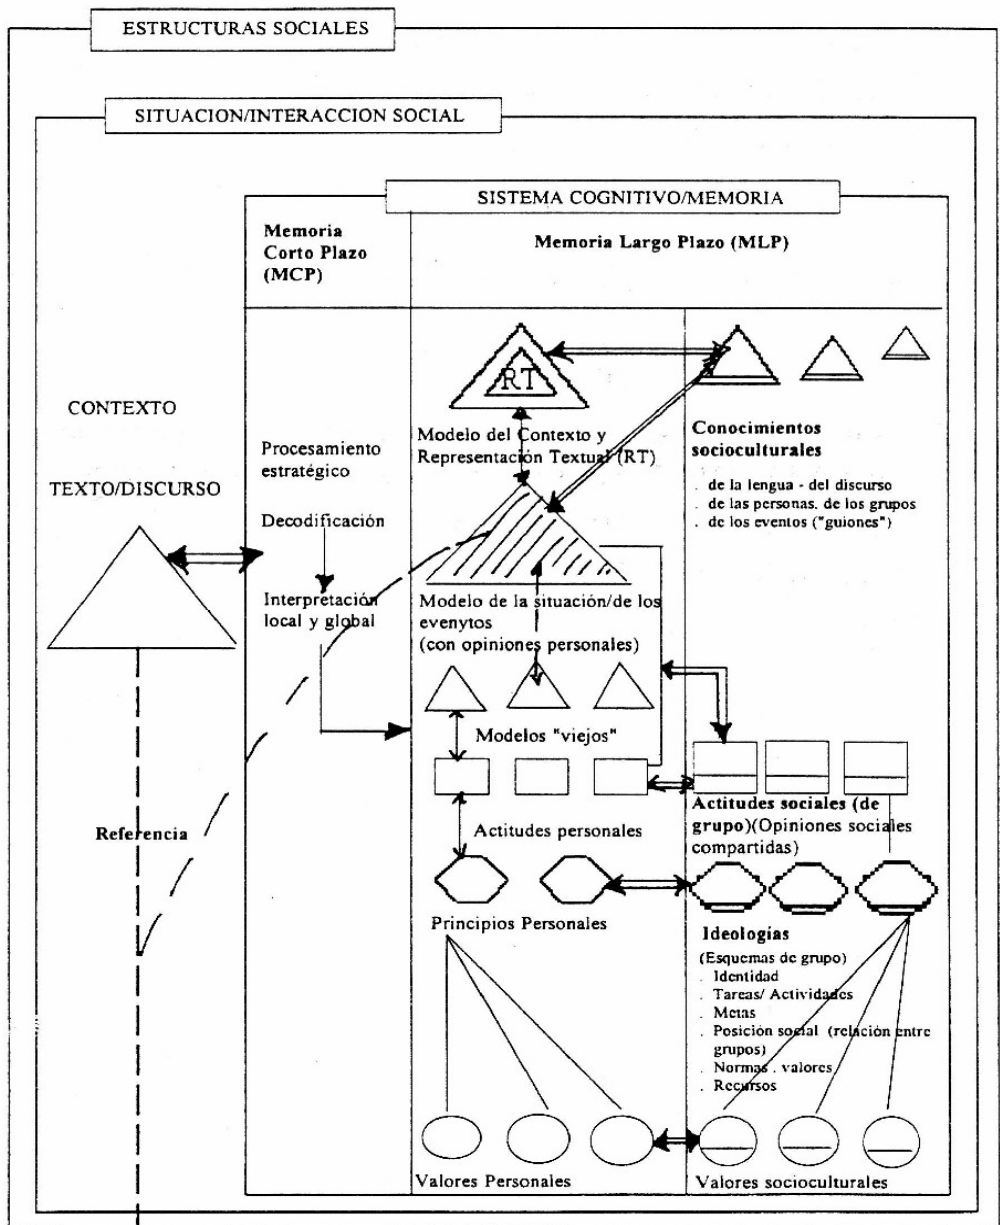 ESTRUCTURAS SOCIALES
SITUACION/INTERACCION SOCIAL
SISTEMA COGNITIVO/MEMORIA
Memoria
Corto Plazo
(MCP)
Memoria Largo Plazo (MLP)
CONTEXTO
TEXTO/DISCURSO
Referencia
Procesamiento
estratégico
Decodificación
Interpretación
local y global
RT
Modelo del Contexto y
Representación Textual (RT)
Modelo de la situación/de los
evenytos
(con opiniones personales)
Modelos "viejos"
Actitudes personales
Principios Personales
Valores Personales
Conocimientos
socioculturales
. de la lengua - del discurso
. de las personas. de los grupos
. de los eventos ("guiones")
Actitudes sociales (de
grupo)(Opiniones sociales
compartidas)
Ideologías
(Esquemas de grupo)
. Identidad
. Tareas/ Actividades
. Metas
. Posición social (relación entre
grupos)
. Normas . valores
. Recursos
Valores socioculturales